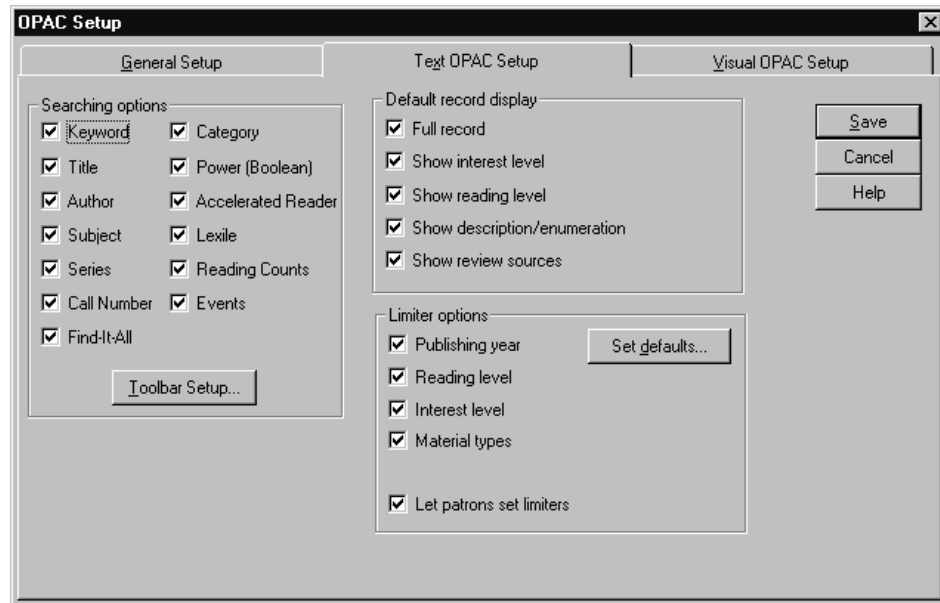 OPAC Setup
General Setup
Text OPAC Setup
Visual OPAC Setup
Searching options
Keyword
Category
Title
Power (Boolean)
Author
Accelerated Reader
Subject
Lexile
Series
Reading Counts
Call Number
Events
Find-It-All
Toolbar Setup...
Default record display
Full record
Show interest level
Show reading level
Show description/enumeration
Show review sources
Limiter options
Publishing year
Set defaults...
Reading level
Interest level
Material types
Let patrons set limiters
Save
Cancel
Help